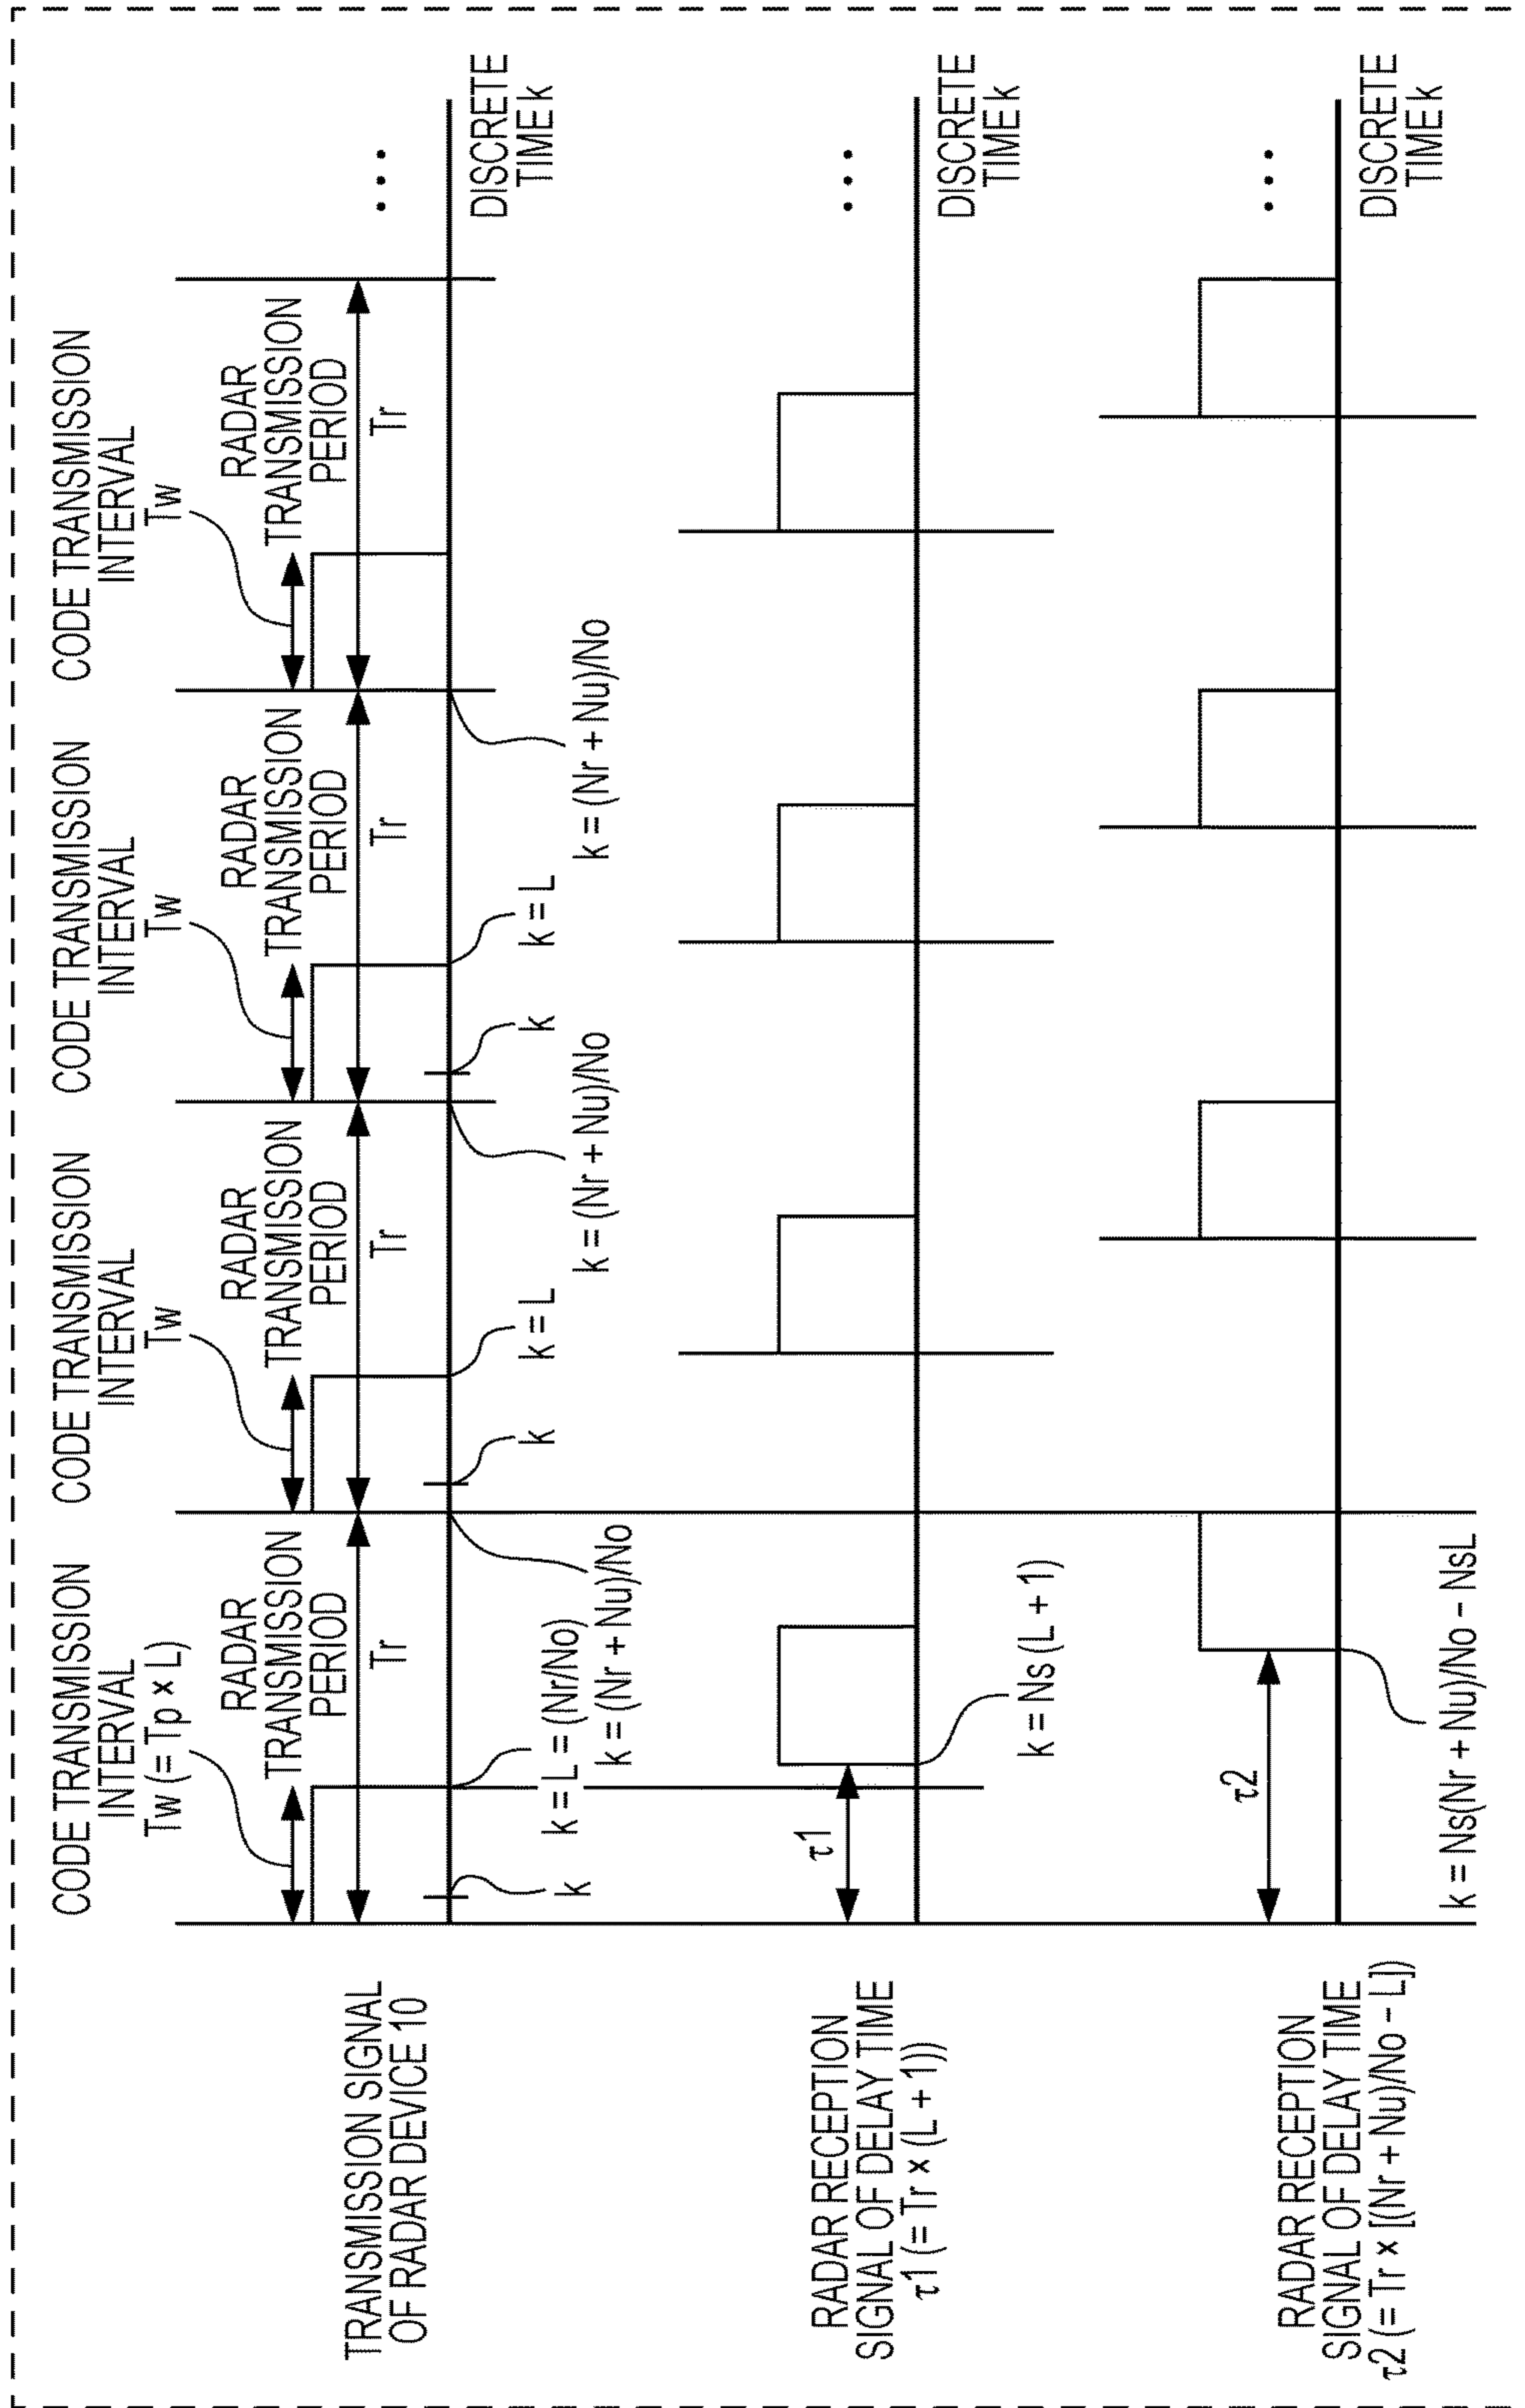 CODE TRANSMISSION
INTERVAL
Tw (= Tp × L)
CODE TRANSMISSION
INTERVAL
Tw
CODE TRANSMISSION
INTERVAL
Tw
CODE TRANSMISSION
INTERVAL
Tw
RADAR
TRANSMISSION
PERIOD
Tr
RADAR
TRANSMISSION
PERIOD
Tr
RADAR
TRANSMISSION
PERIOD
Tr
RADAR
TRANSMISSION
PERIOD
Tr
...
TRANSMISSION SIGNAL
OF RADAR DEVICE 10
DISCRETE
TIME k
k
k = L = (Nr/No)
k = (Nr + Nu)/No
k
k = L
k = (Nr + Nu)/No
k
k = L
k = (Nr + Nu)/No
RADAR RECEPTION
SIGNAL OF DELAY TIME
τ1 (= Tr × (L + 1))
τ1
...
DISCRETE
TIME k
k = Ns (L + 1)
RADAR RECEPTION
SIGNAL OF DELAY TIME
τ2 (= Tr × [(Nr + Nu)/No − L])
τ2
...
DISCRETE
TIME k
k = Ns(Nr + Nu)/No − NsL